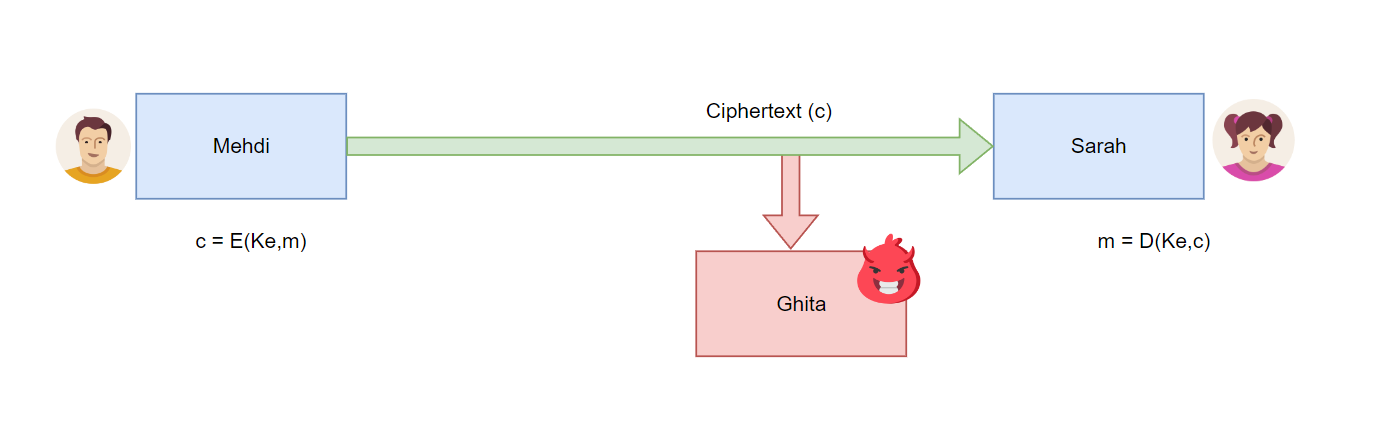 Ciphertext (c)
Mehdi
Sarah
c = E(Ke,m)
m = D(Ke,c)
Ghita